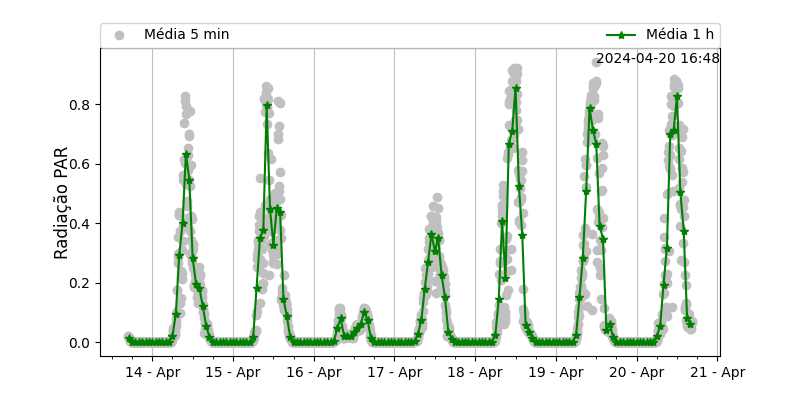 Média 5 min
Média 1 h
2024-04-20 16:48
Radiação PAR
0.8
0.6
0.4
0.2
0.0
14 - Apr
15 - Apr
16 - Apr
17 - Apr
18 - Apr
19 - Apr
20 - Apr
21 - Apr